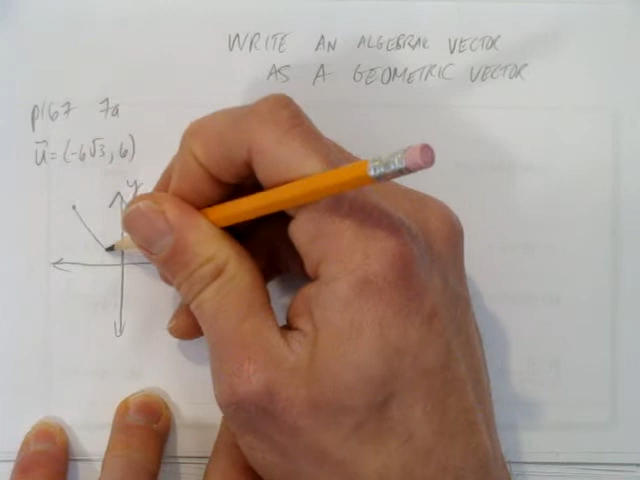 WRITE AN ALGEBRAIC VECTOR
AS A GEOMETRIC VECTOR
p167 7a
u⃗ = (-6√3, 6)
y